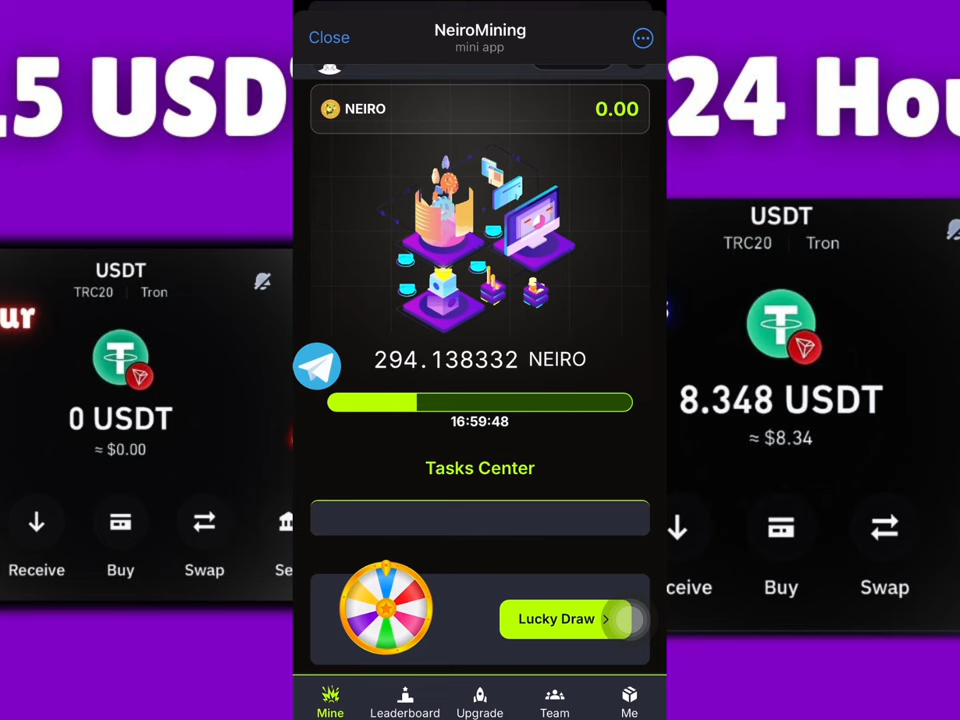 NeiroMining
Close
mini app
NEIRO
0.00
15 USD
24 Hou
USDT
TRC20
Tron
0 USDT
≈ $0.00
Receive
Buy
Swap
Se
ur
294.138332 NEIRO
16:59:48
Tasks Center
Lucky Draw
Mine
Leaderboard
Upgrade
Team
Me
USDT
TRC20
Tron
8.348 USDT
≈ $8.34
ceive
Buy
Swap